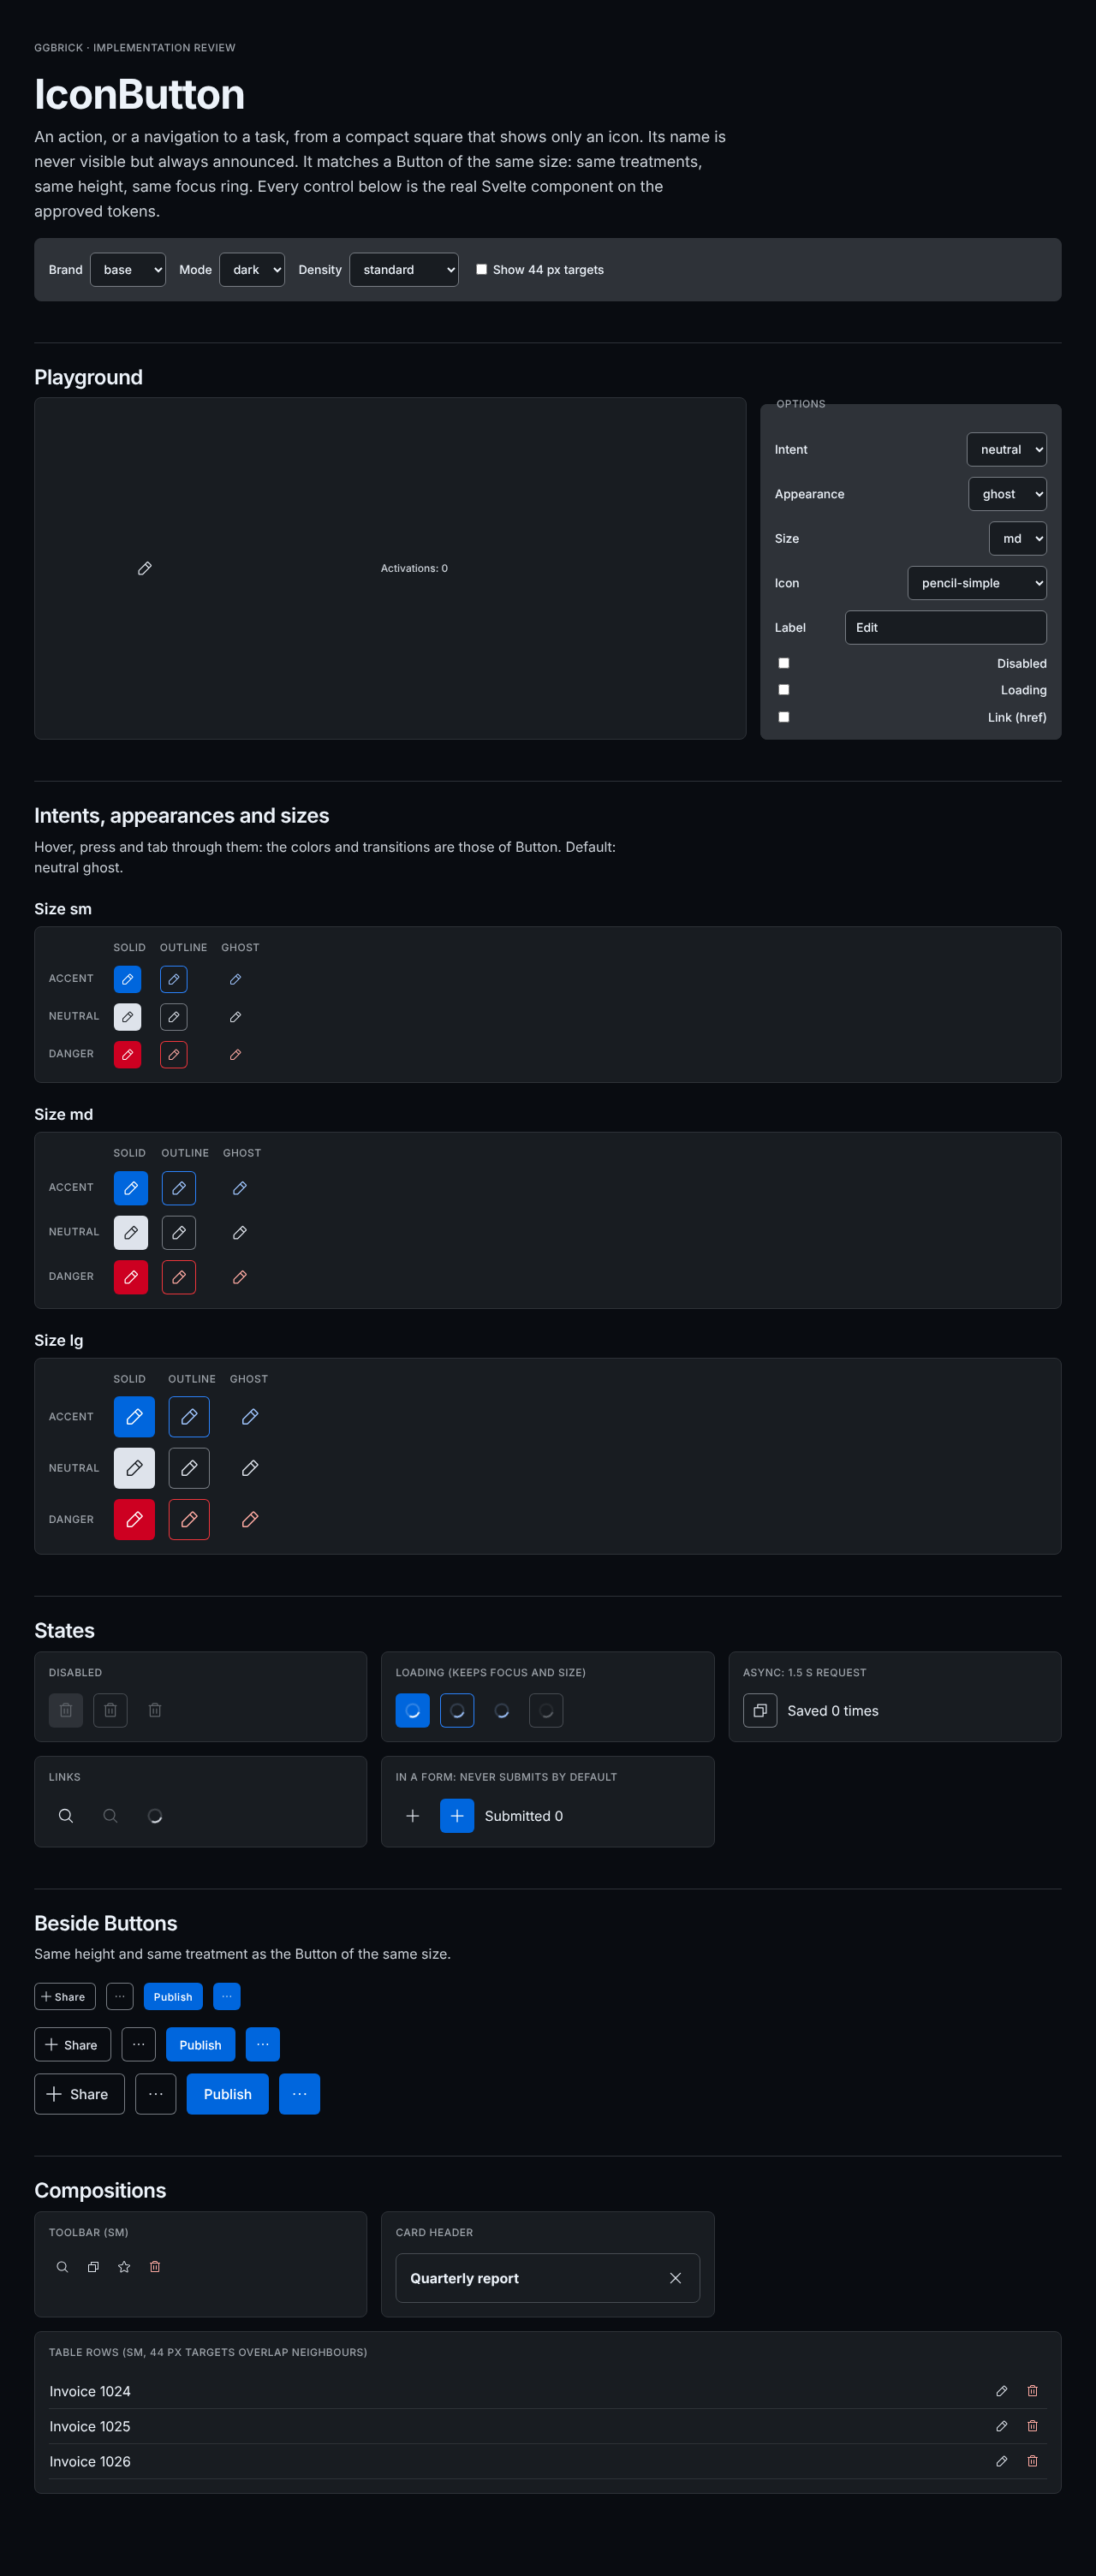 GGBRICK · IMPLEMENTATION REVIEW
IconButton
An action, or a navigation to a task, from a compact square that shows only an icon. Its name is
never visible but always announced. It matches a Button of the same size: same treatments,
same height, same focus ring. Every control below is the real Svelte component on the
approved tokens.
Brand base Mode dark Density standard Show 44 px targets
Playground
OPTIONS
Intent neutral
Appearance ghost
Size md
Activations: 0
Icon pencil-simple
Label Edit
Disabled
Loading
Link (href)
Intents, appearances and sizes
Hover, press and tab through them: the colors and transitions are those of Button. Default:
neutral ghost.
Size sm
SOLID OUTLINE GHOST
ACCENT
NEUTRAL
DANGER
Size md
SOLID OUTLINE GHOST
ACCENT
NEUTRAL
DANGER
Size lg
SOLID OUTLINE GHOST
ACCENT
NEUTRAL
DANGER
States
DISABLED
LOADING (KEEPS FOCUS AND SIZE)
ASYNC: 1.5 S REQUEST
Saved 0 times
LINKS
IN A FORM: NEVER SUBMITS BY DEFAULT
Submitted 0
Beside Buttons
Same height and same treatment as the Button of the same size.
Share Publish
Share Publish
Share Publish
Compositions
TOOLBAR (SM)
CARD HEADER
Quarterly report
TABLE ROWS (SM, 44 PX TARGETS OVERLAP NEIGHBOURS)
Invoice 1024
Invoice 1025
Invoice 1026